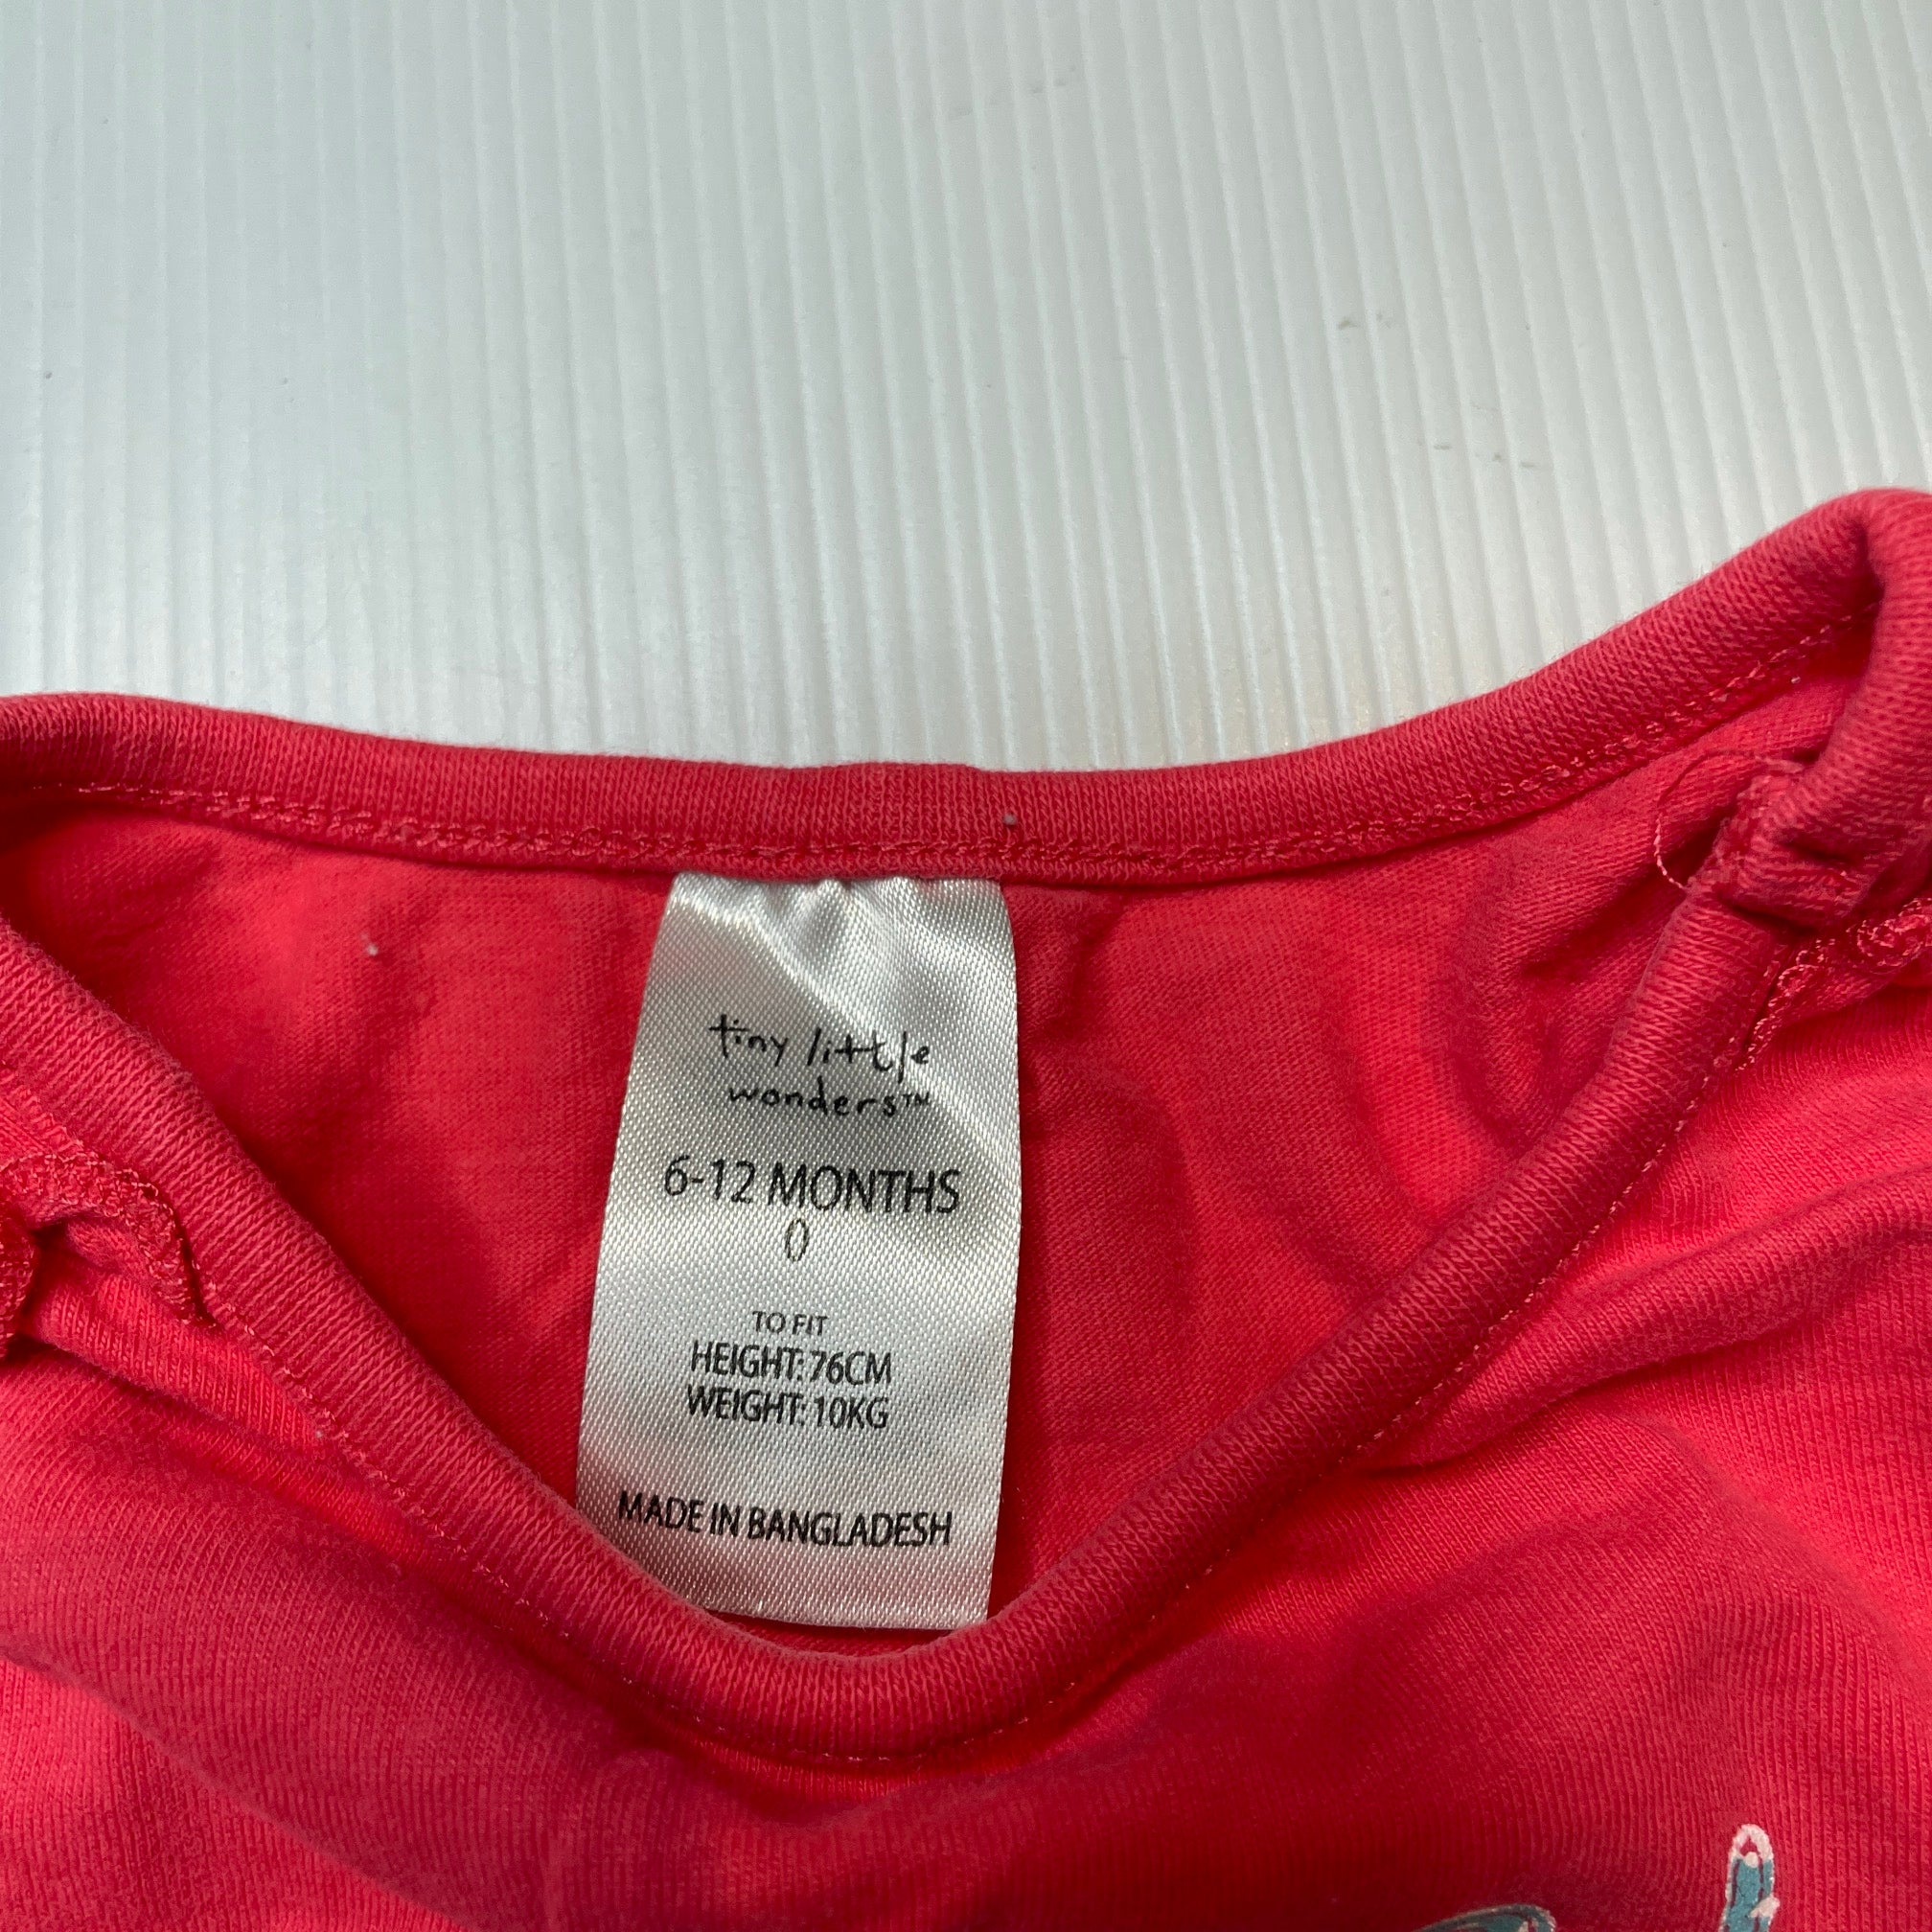 tiny little
wonders™
6-12 MONTHS
0
TO FIT
HEIGHT: 76CM
WEIGHT: 10KG
MADE IN BANGLADESH